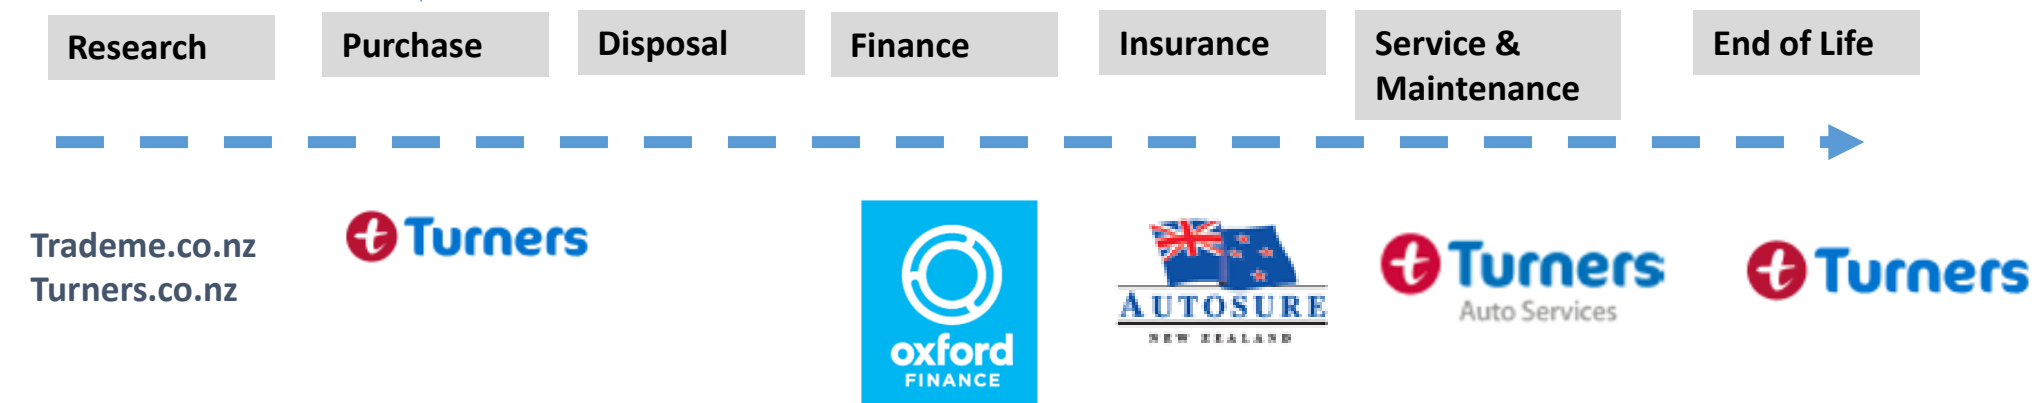 Research
Purchase
Disposal
Finance
Insurance
Service &
Maintenance
End of Life
Trademe.co.nz
Turners.co.nz
Turners
oxford
FINANCE
AUTOSURE
NEW ZEALAND
Turners
Auto Services
Turners